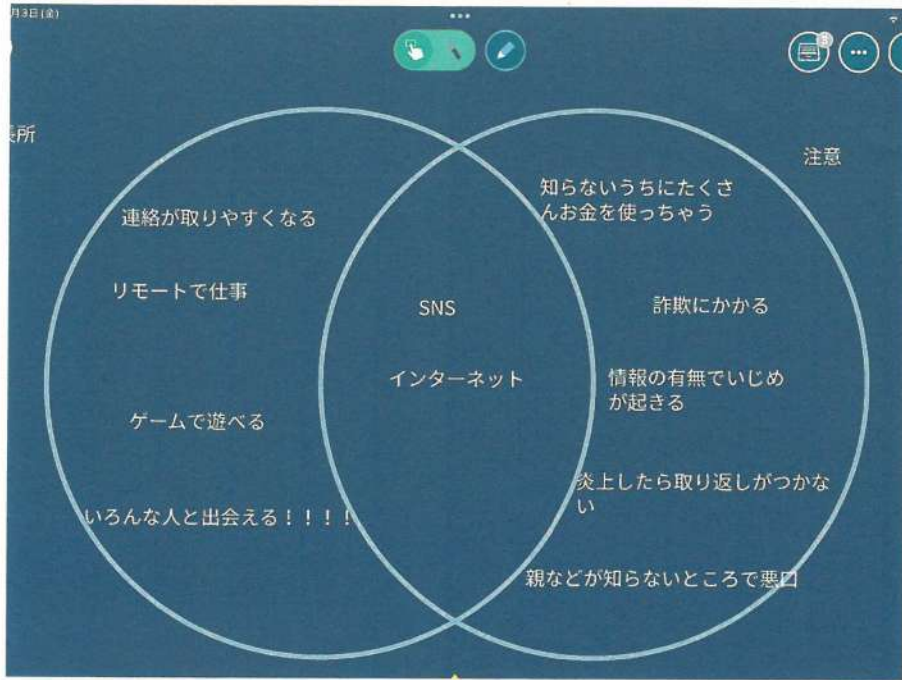 月3日(金)
長所
注意
連絡が取りやすくなる
リモートで仕事
ゲームで遊べる
いろんな人と出会える！！！！
SNS
インターネット
知らないうちにたくさ
んお金を使っちゃう
詐欺にかかる
情報の有無でいじめ
が起きる
炎上したら取り返しがつかな
い
親などが知らないところで悪口